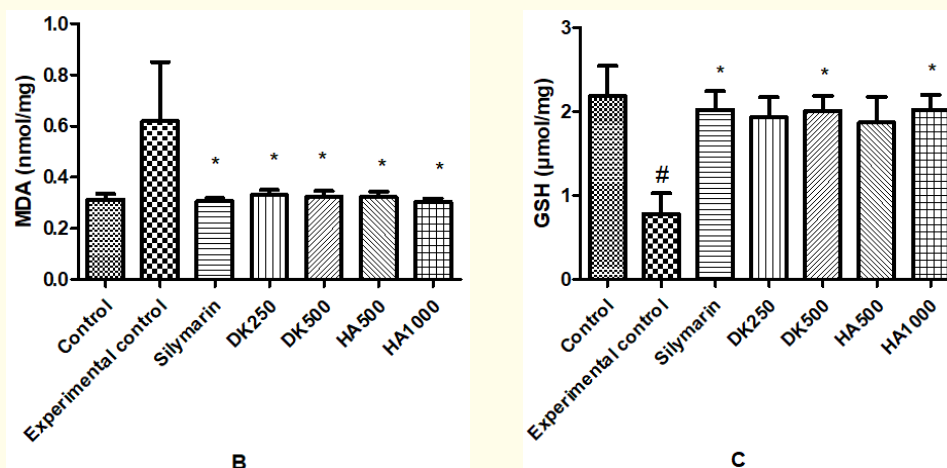 MDA (nmol/mg)
1.0
0.8
0.6
0.4
0.2
0.0
*
*
*
*
*
Control
Experimental control
Silymarin
DK250
DK500
HA500
HA1000
B
GSH (µmol/mg)
3
2
1
0
#
*
*
*
Control
Experimental control
Silymarin
DK250
DK500
HA500
HA1000
C